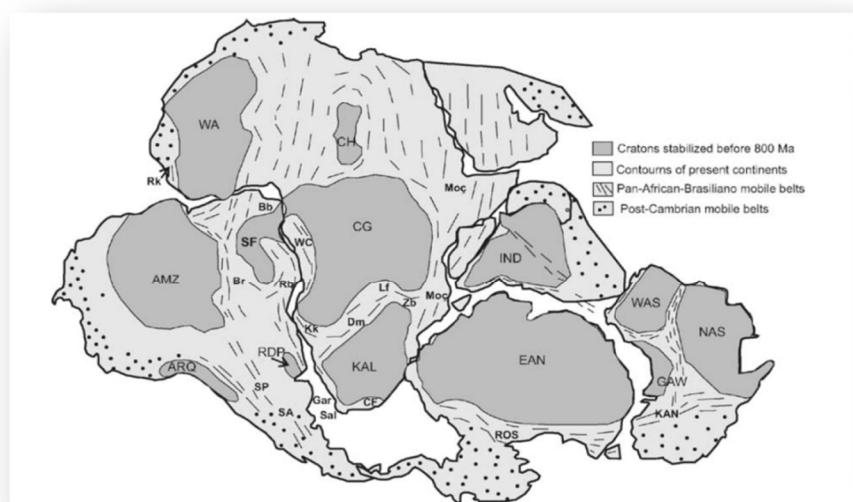 WA
CH
Cratons stabilized before 800 Ma
Contourns of present continents
Pan-African-Brasiliano mobile belts
Post-Cambrian mobile belts
Rk
Moç
Bb
SF
WC
CG
IND
AMZ
Br
Rb
Lf
Zb
Moç
WAS
NAS
Kk
Dm
RDP
KAL
EAN
ARQ
GAW
SP
Gar
CF
SA
Sal
KAN
ROS